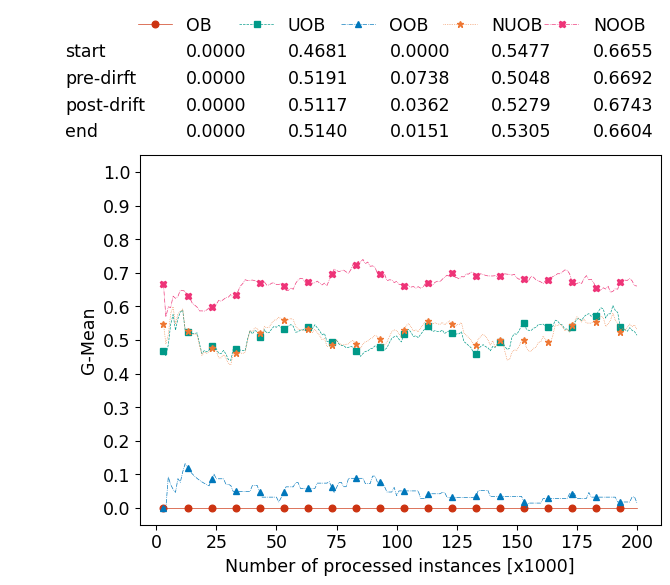 OB UOB OOB NUOB NOOB
start 0.0000 0.4681 0.0000 0.5477 0.6655
pre-dirft 0.0000 0.5191 0.0738 0.5048 0.6692
post-drift 0.0000 0.5117 0.0362 0.5279 0.6743
end 0.0000 0.5140 0.0151 0.5305 0.6604
1.0
0.9
0.8
0.7
0.6
0.5
0.4
0.3
0.2
0.1
0.0
G-Mean
0 25 50 75 100 125 150 175 200
Number of processed instances [x1000]